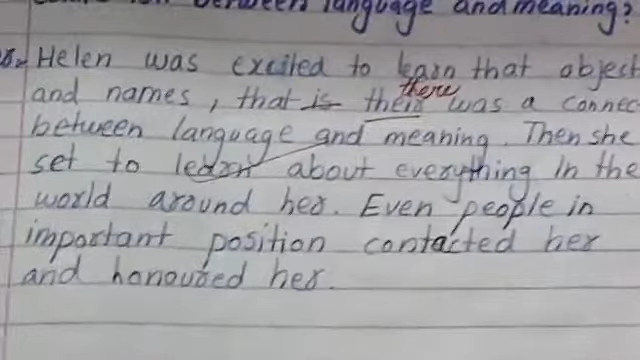 between language and meaning?
Helen was excited to learn that object
and names, that is their there was a connec
between language and meaning. Then she
set to learn about everything in the
world around her. Even people in
important position contacted her
and honoured her.